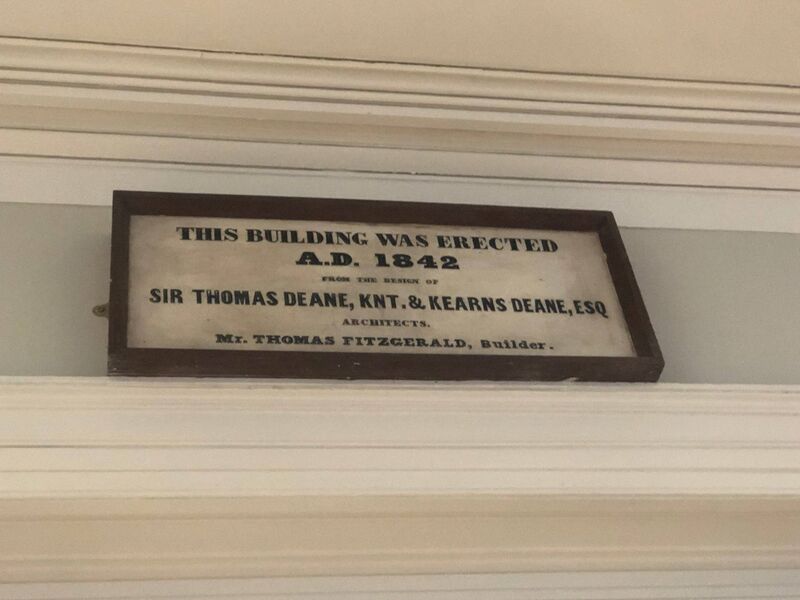 THIS BUILDING WAS ERECTED
A.D. 1842
FROM THE DESIGN OF
SIR THOMAS DEANE, KNT. & KEARNS DEANE, ESQ
ARCHITECTS.
Mr. THOMAS FITZGERALD, Builder.